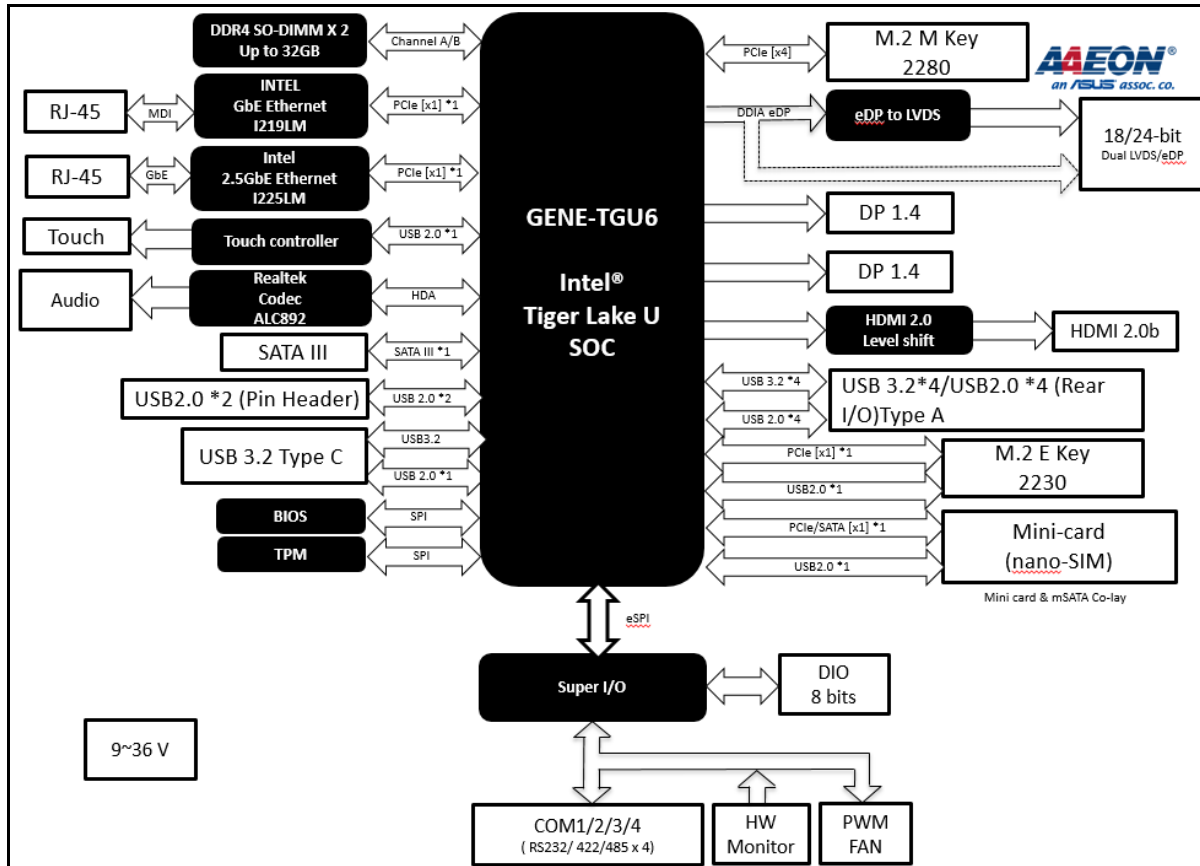 DDR4 SO-DIMM X 2
Up to 32GB
Channel A/B
RJ-45
MDI
INTEL
GbE Ethernet
I219LM
PCIe [x1] *1
RJ-45
GbE
Intel
2.5GbE Ethernet
I225LM
PCIe [x1] *1
Touch
Touch controller
USB 2.0 *1
Audio
Realtek
Codec
ALC892
HDA
SATA III
SATA III *1
USB2.0 *2 (Pin Header)
USB 2.0 *2
USB 3.2 Type C
USB3.2
USB 2.0 *1
BIOS
SPI
TPM
SPI
GENE-TGU6
Intel®
Tiger Lake U
SOC
PCIe [x4]
M.2 M Key
2280
AAEON®
an ASUS assoc. co.
DDIA eDP
eDP to LVDS
18/24-bit
Dual LVDS/eDP
DP 1.4
DP 1.4
HDMI 2.0
Level shift
HDMI 2.0b
USB 3.2 *4
USB 2.0 *4
USB 3.2*4/USB2.0 *4 (Rear
I/O)Type A
PCIe [x1] *1
USB2.0 *1
M.2 E Key
2230
PCIe/SATA [x1] *1
USB2.0 *1
Mini-card
(nano-SIM)
Mini card & mSATA Co-lay
eSPI
Super I/O
DIO
8 bits
9~36 V
COM1/2/3/4
( RS232/ 422/485 x 4)
HW
Monitor
PWM
FAN